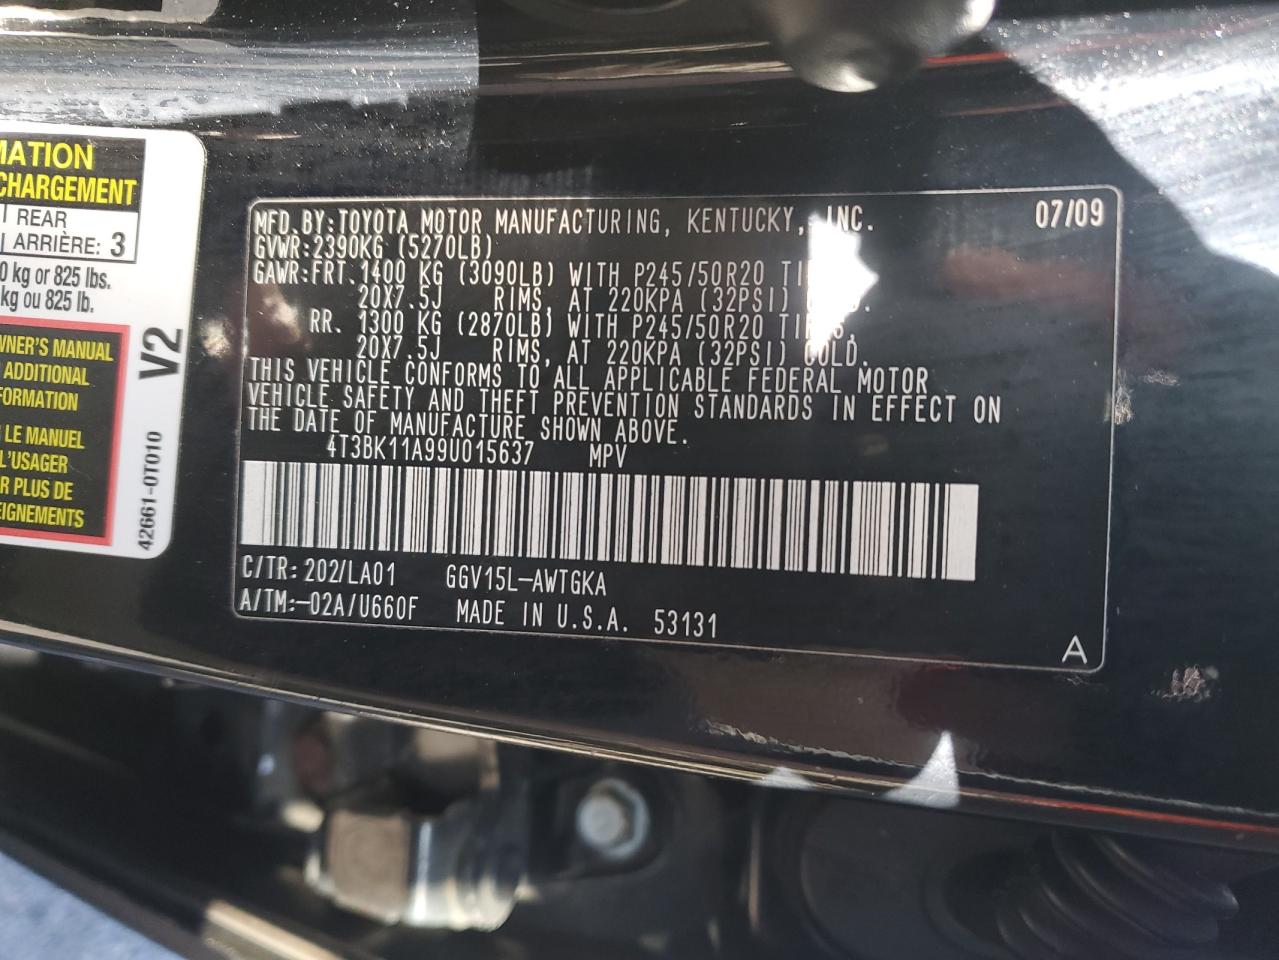 MATION
CHARGEMENT
REAR
ARRIÈRE: 3
0 kg or 825 lbs.
kg ou 825 lb.
OWNER'S MANUAL
ADDITIONAL
FORMATION
LE MANUEL
L'USAGER
R PLUS DE
EIGNEMENTS
V2
42661-0T010
MFD. BY: TOYOTA MOTOR MANUFACTURING, KENTUCKY, INC. 07/09
GVWR: 2390KG (5270LB)
GAWR: FRT. 1400 KG (3090LB) WITH P245/50R20
20X7.5J RIMS, AT 220KPA (32PSI)
RR. 1300 KG (2870LB) WITH P245/50R20 TIRES,
20X7.5J RIMS, AT 220KPA (32PSI) COLD.
THIS VEHICLE CONFORMS TO ALL APPLICABLE FEDERAL MOTOR
VEHICLE SAFETY AND THEFT PREVENTION STANDARDS IN EFFECT ON
THE DATE OF MANUFACTURE SHOWN ABOVE.
4T3BK11A99U015637 MPV
C/TR: 202/LA01 GGV15L-AWTGKA
A/TM:-02A/U660F MADE IN U.S.A. 53131
A